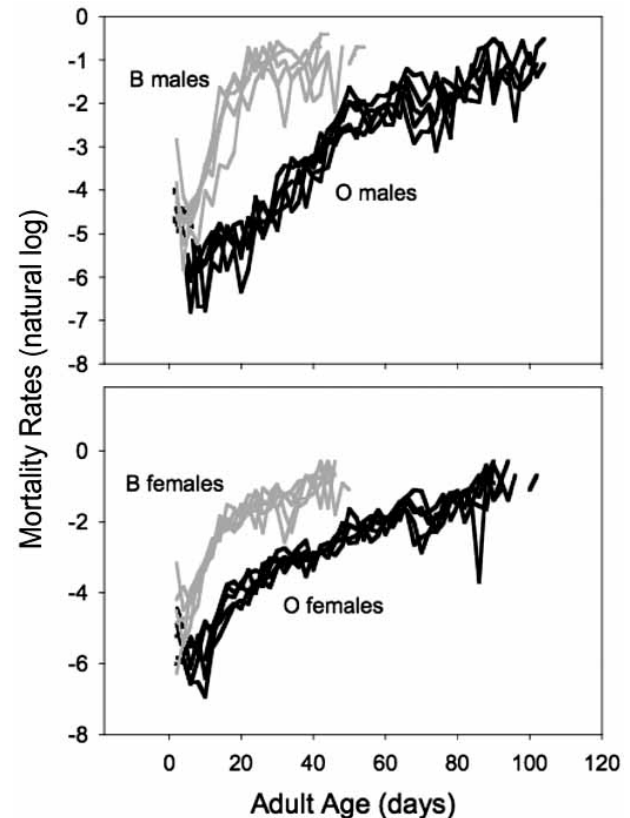 0
-1
B males
-2
-3
-4
O males
-5
-6
-7
-8
Mortality Rates (natural log)
0
B females
-2
-4
O females
-6
-8
0 20 40 60 80 100 120
Adult Age (days)